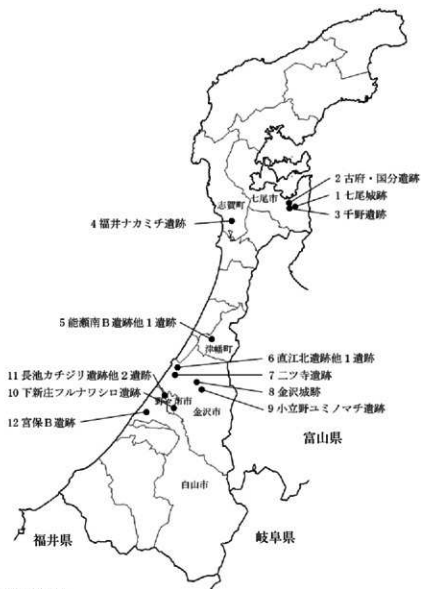 2 古府・国分遺跡
七尾市
1 七尾城跡
志賀町
3 千野遺跡
4 福井ナカミチ遺跡
5 能瀬南B遺跡他1遺跡
津幡町
6 直江北遺跡他1遺跡
11 長池カチジリ遺跡他2遺跡
7 二ツ寺遺跡
10 下新庄フルナワシロ遺跡
8 金沢城跡
野々市市
9 小立野ユミノマチ遺跡
12 宮保B遺跡
金沢市
富山県
白山市
福井県
岐阜県